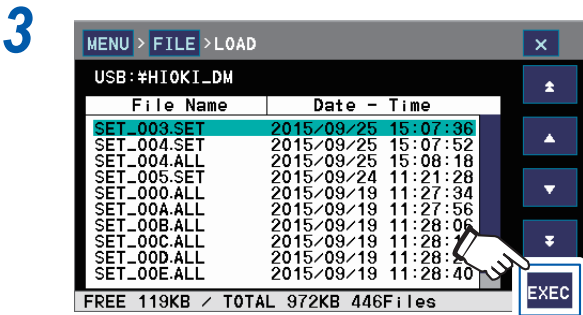 3
MENU > FILE >LOAD ×
USB:¥HIOKI_DM
File Name Date - Time
SET_003.SET 2015/09/25 15:07:36
SET_004.SET 2015/09/25 15:07:52
SET_004.ALL 2015/09/25 15:08:18
SET_005.SET 2015/09/24 11:21:28
SET_000.ALL 2015/09/19 11:27:34
SET_00A.ALL 2015/09/19 11:27:56
SET_00B.ALL 2015/09/19 11:28:06
SET_00C.ALL 2015/09/19
SET_00D.ALL 2015/09/19
SET_00E.ALL 2015/09/19 11:28:40
EXEC
FREE 119KB / TOTAL 972KB 446Files